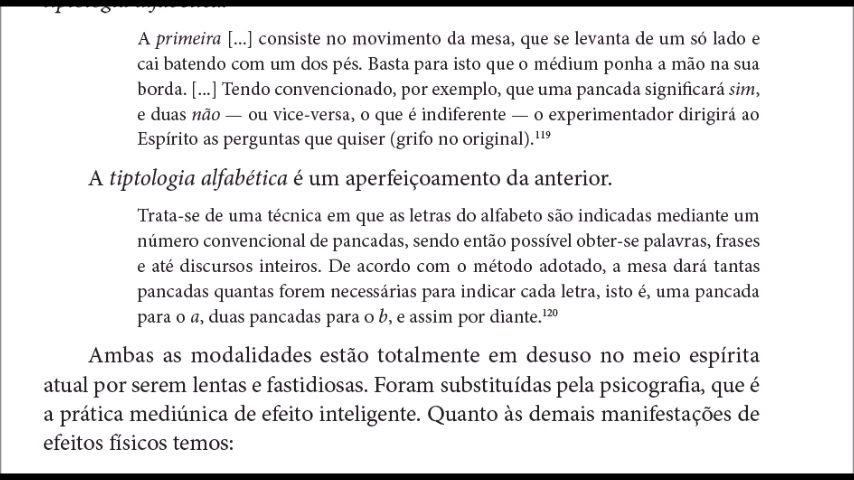 tiptologia alfabética.
A primeira [...] consiste no movimento da mesa, que se levanta de um só lado e
cai batendo com um dos pés. Basta para isto que o médium ponha a mão na sua
borda. [...] Tendo convencionado, por exemplo, que uma pancada significará sim,
e duas não — ou vice-versa, o que é indiferente — o experimentador dirigirá ao
Espírito as perguntas que quiser (grifo no original).¹¹⁹
A tiptologia alfabética é um aperfeiçoamento da anterior.
Trata-se de uma técnica em que as letras do alfabeto são indicadas mediante um
número convencional de pancadas, sendo então possível obter-se palavras, frases
e até discursos inteiros. De acordo com o método adotado, a mesa dará tantas
pancadas quantas forem necessárias para indicar cada letra, isto é, uma pancada
para o a, duas pancadas para o b, e assim por diante.¹²⁰
Ambas as modalidades estão totalmente em desuso no meio espírita
atual por serem lentas e fastidiosas. Foram substituídas pela psicografia, que é
a prática mediúnica de efeito inteligente. Quanto às demais manifestações de
efeitos físicos temos: